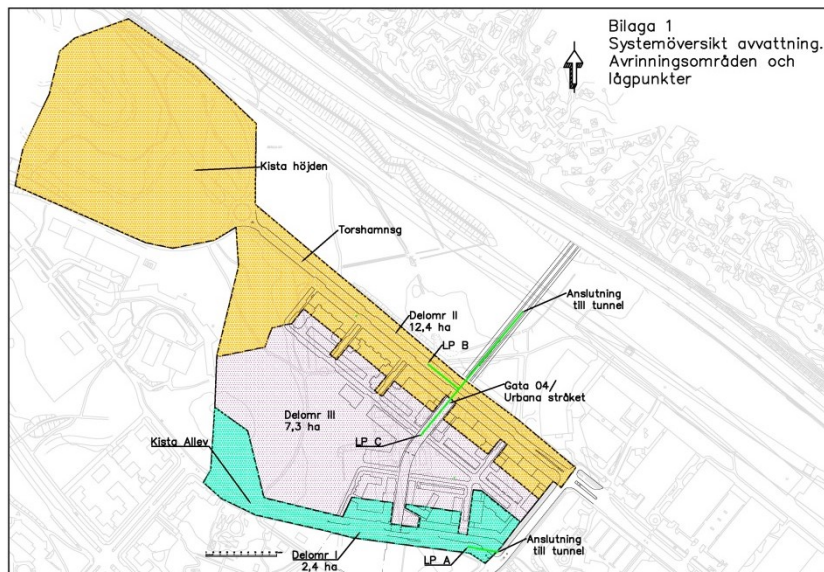 Bilaga 1
Systemöversikt avvattning.
Avrinningsområden och
lågpunkter
Kista höjden
Torshamnsg
Anslutning
till tunnel
Delomr II
12,4 ha
LP B
Gata 04/
Urbana stråket
Delomr III
7,3 ha
Kista Allev
LP C
Anslutning
till tunnel
Delomr I
2,4 ha
LP A